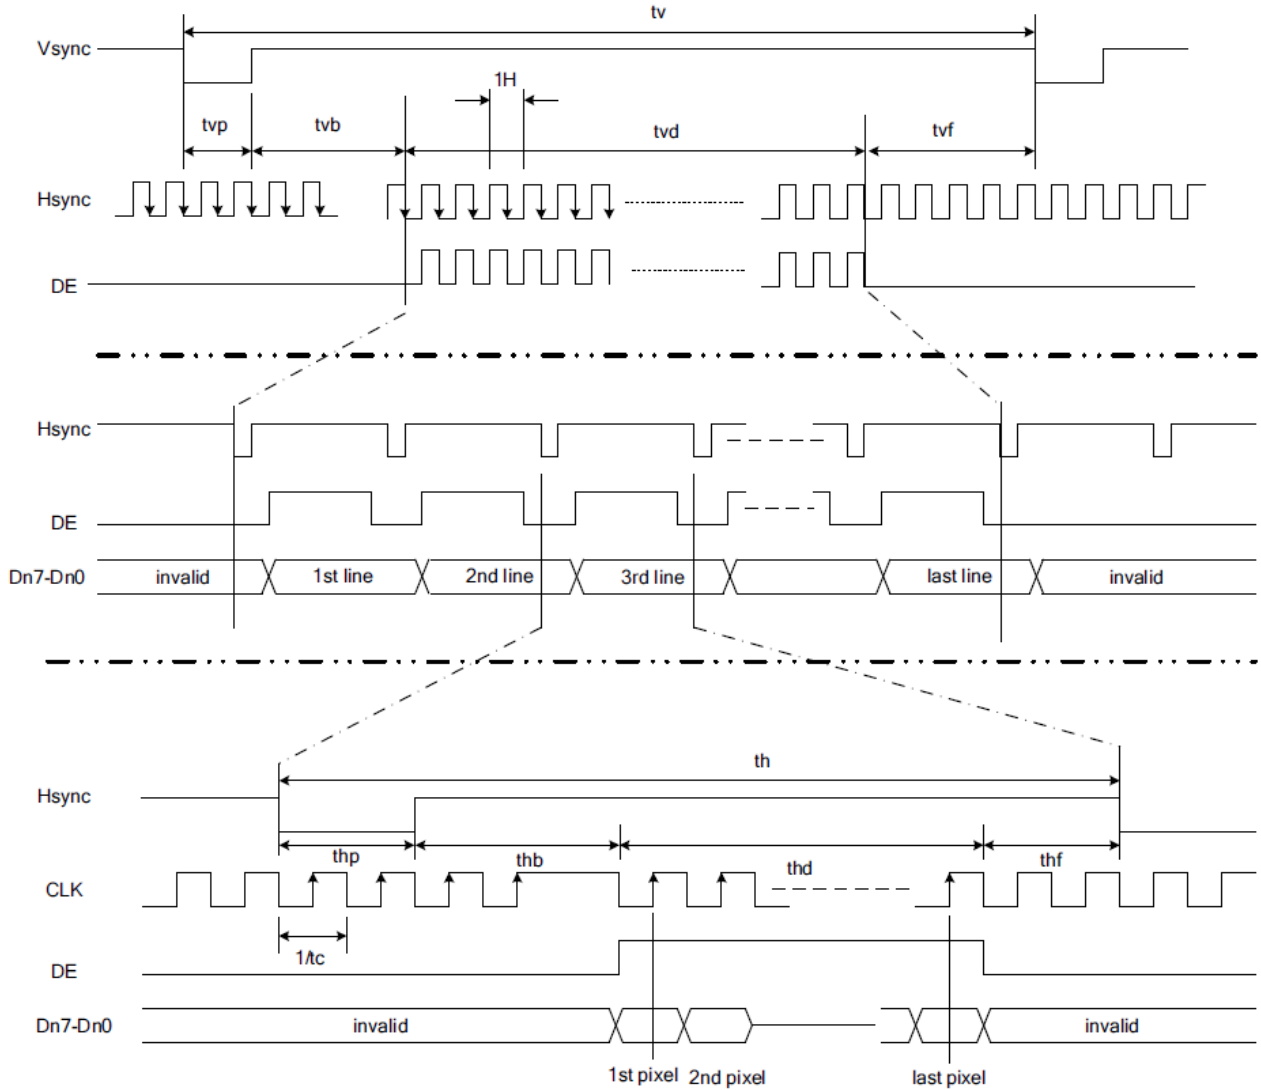 tv
Vsync
1H
tvp
tvb
tvd
tvf
Hsync
DE
Hsync
DE
Dn7-Dn0
invalid
1st line
2nd line
3rd line
last line
invalid
th
Hsync
thp
thb
thd
thf
CLK
1/tc
DE
Dn7-Dn0
invalid
invalid
1st pixel
2nd pixel
last pixel